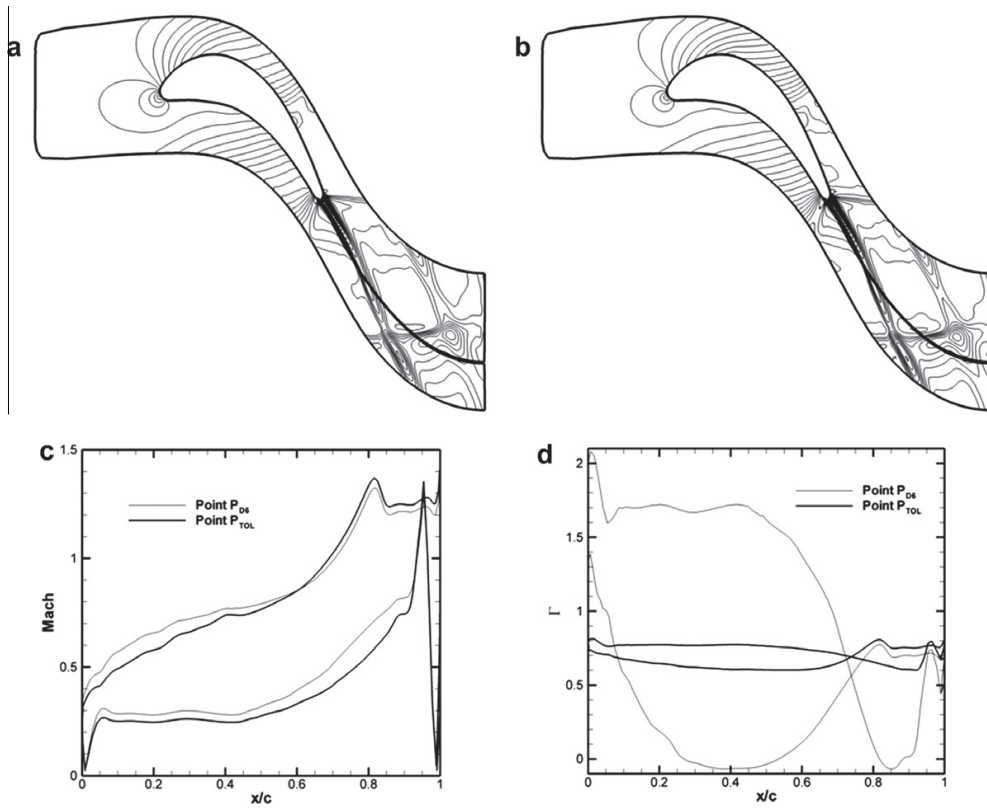 a
b
c
1.5
1
0.5
0
Mach
Point P_D6
Point P_TOL
0
0.2
0.4
0.6
0.8
1
x/c
d
2
1.5
1
0.5
0
Γ
Point P_D6
Point P_TOL
0
0.2
0.4
0.6
0.8
1
x/c